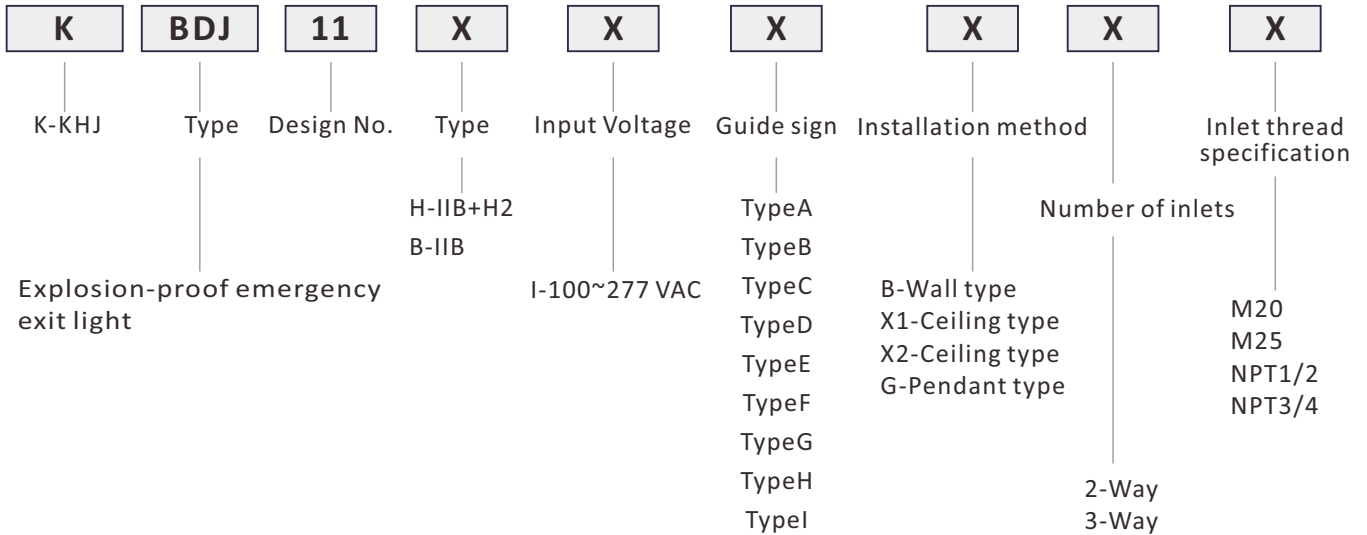 K BDJ 11 X X X X X X
K-KHJ Type Design No. Type Input Voltage Guide sign Installation method Inlet thread
specification
H-IIB+H2
B-IIB
Number of inlets
Explosion-proof emergency
exit light
I-100~277 VAC
TypeA
TypeB
TypeC
TypeD
TypeE
TypeF
TypeG
TypeH
TypeI
B-Wall type
X1-Ceiling type
X2-Ceiling type
G-Pendant type
2-Way
3-Way
M20
M25
NPT1/2
NPT3/4